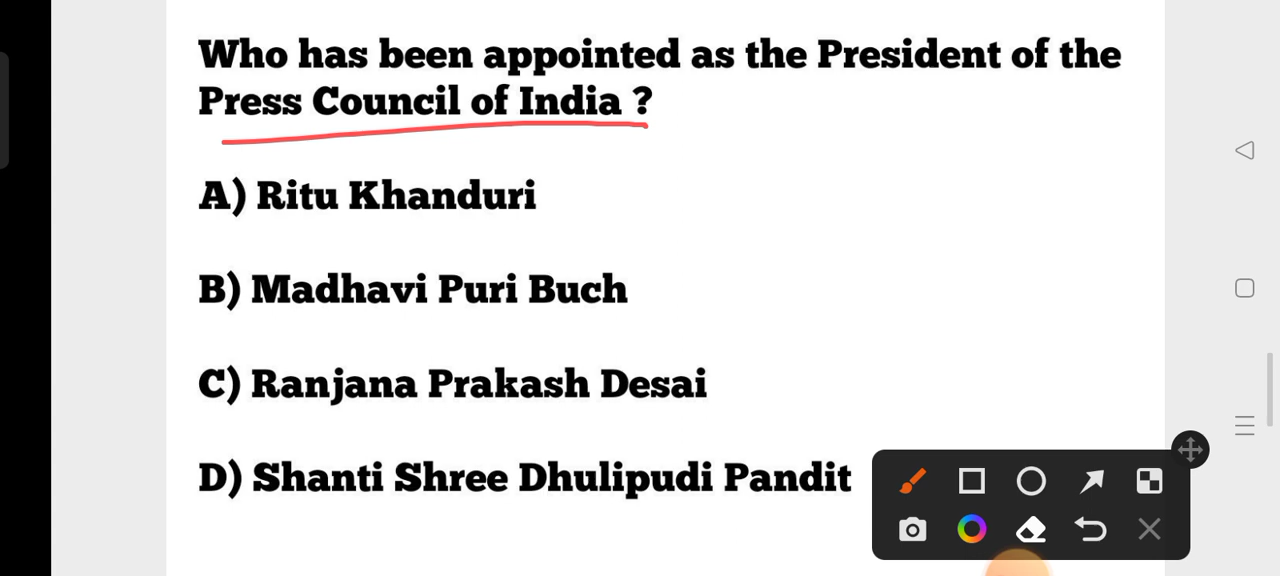 Who has been appointed as the President of the
Press Council of India ?
A) Ritu Khanduri
B) Madhavi Puri Buch
C) Ranjana Prakash Desai
D) Shanti Shree Dhulipudi Pandit